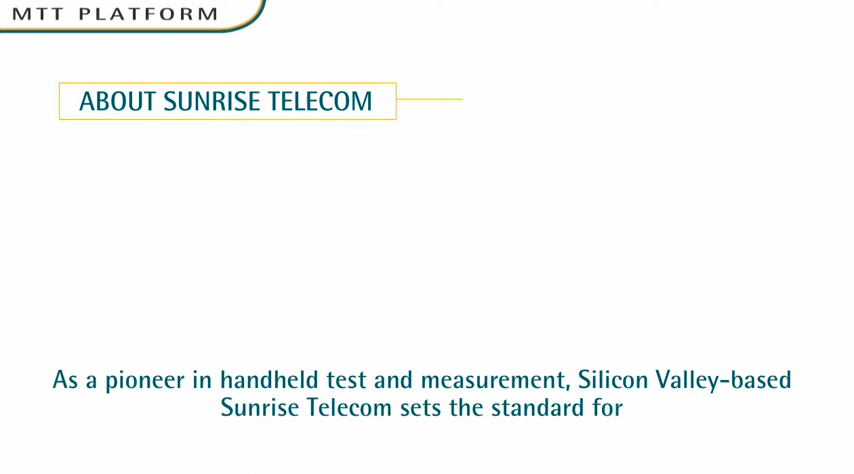 MTT PLATFORM
ABOUT SUNRISE TELECOM
As a pioneer in handheld test and measurement, Silicon Valley-based
Sunrise Telecom sets the standard for